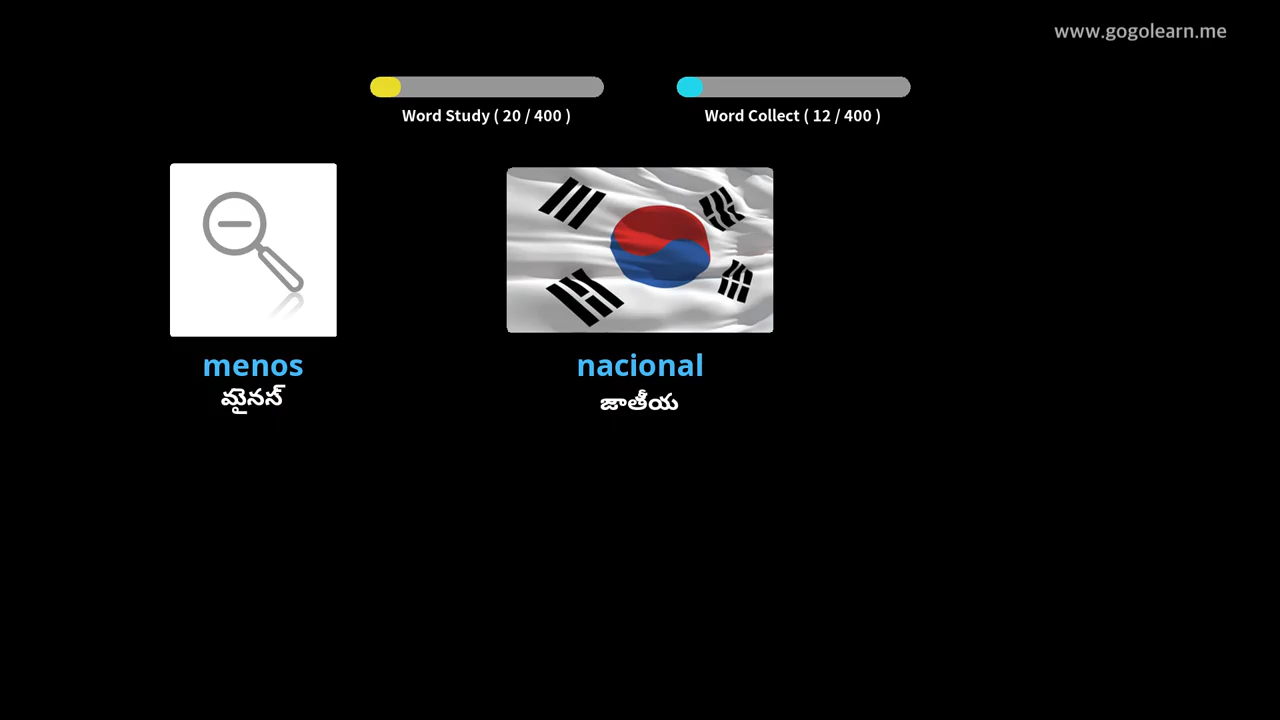 www.gogolearn.me
Word Study ( 20 / 400 )
Word Collect ( 12 / 400 )
menos
మైనస్
nacional
జాతీయ